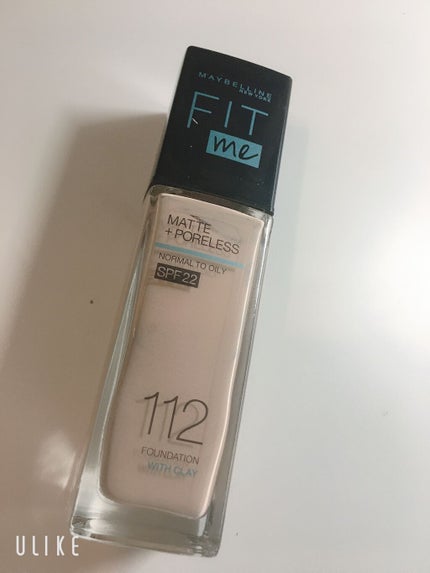 MAYBELLINE
NEW YORK
FIT
me
MATTE
+ PORELESS
NORMAL TO OILY
SPF 22
112
FOUNDATION
WITH CLAY
ULIKE